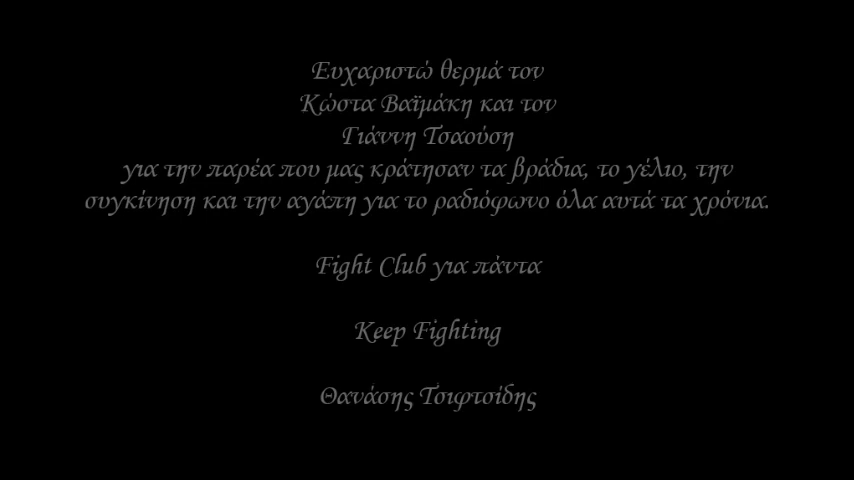 Ευχαριστώ θερμά τον
Κώστα Βαϊμάκη και τον
Γιάννη Τσαούση
για την παρέα που μας κράτησαν τα βράδια, το γέλιο, την
συγκίνηση και την αγάπη για το ραδιόφωνο όλα αυτά τα χρόνια.
Fight Club για πάντα
Keep Fighting
Θανάσης Τσιφτσίδης